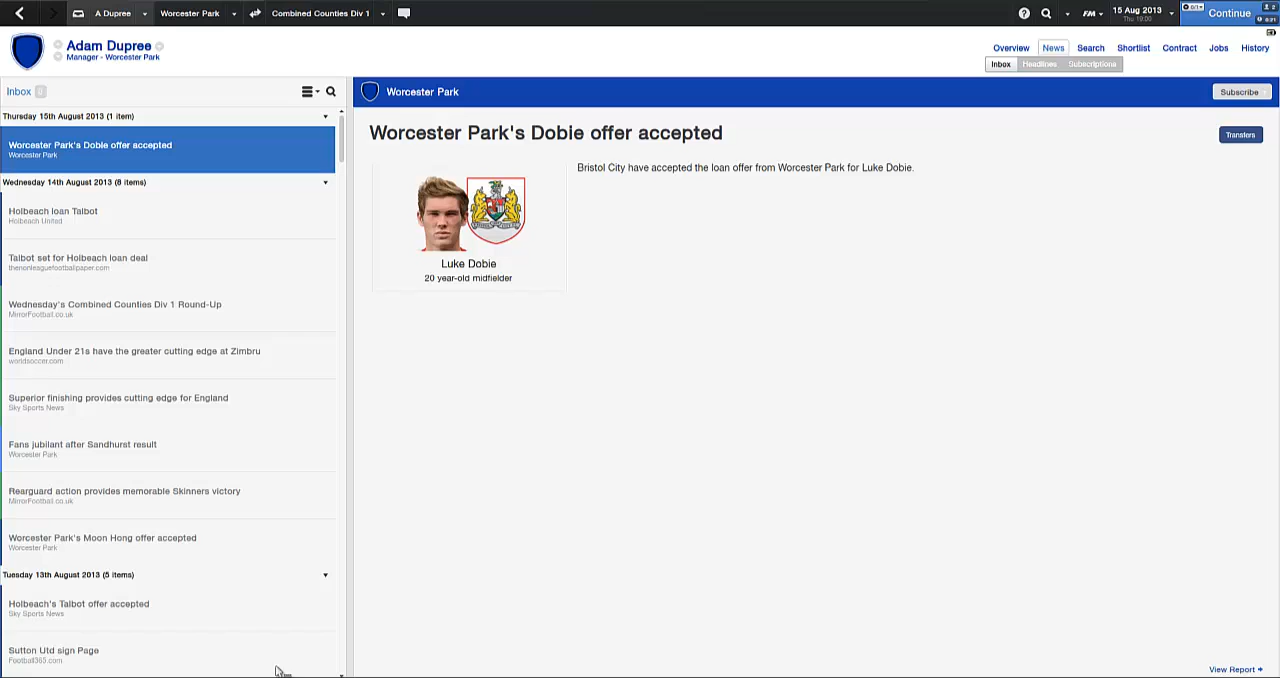 A Dupree
Worcester Park
Combined Counties Div 1
FM
15 Aug 2013
Thu 19:00
0/1
Continue
2
0:21
Adam Dupree
Manager - Worcester Park
Overview
News
Search
Shortlist
Contract
Jobs
History
Inbox
Headlines
Subscriptions
Inbox 0
Worcester Park
Subscribe
Thursday 15th August 2013 (1 item)
Worcester Park's Dobie offer accepted
Worcester Park
Wednesday 14th August 2013 (8 items)
Holbeach loan Talbot
Holbeach United
Talbot set for Holbeach loan deal
thenonleaguefootballpaper.com
Wednesday's Combined Counties Div 1 Round-Up
MirrorFootball.co.uk
England Under 21s have the greater cutting edge at Zimbru
worldsoccer.com
Superior finishing provides cutting edge for England
Sky Sports News
Fans jubilant after Sandhurst result
Worcester Park
Rearguard action provides memorable Skinners victory
MirrorFootball.co.uk
Worcester Park's Moon Hong offer accepted
Worcester Park
Tuesday 13th August 2013 (5 items)
Holbeach's Talbot offer accepted
Sky Sports News
Sutton Utd sign Page
Football365.com
Worcester Park's Dobie offer accepted
Transfers
Bristol City have accepted the loan offer from Worcester Park for Luke Dobie.
Luke Dobie
20 year-old midfielder
View Report